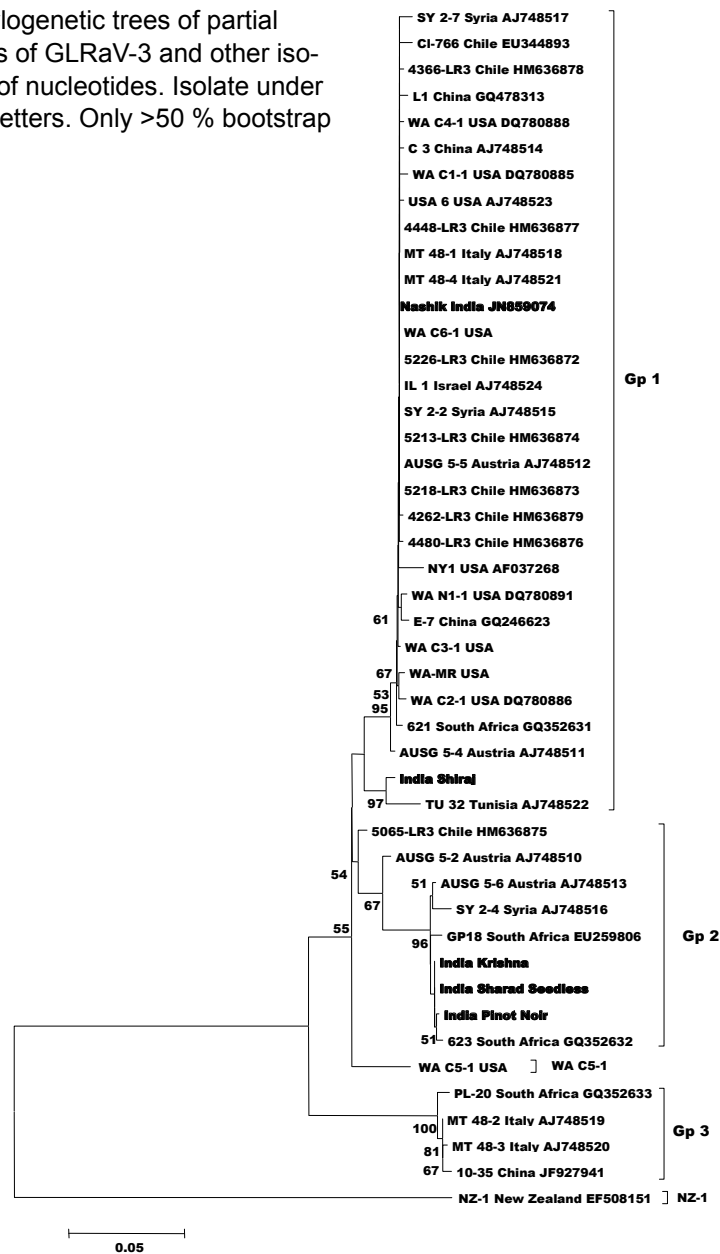 ylogenetic trees of partial
s of GLRaV-3 and other iso-
of nucleotides. Isolate under
etters. Only >50 % bootstrap
SY 2-7 Syria AJ748517
CI-766 Chile EU344893
4366-LR3 Chile HM636878
L1 China GQ478313
WA C4-1 USA DQ780888
C 3 China AJ748514
WA C1-1 USA DQ780885
USA 6 USA AJ748523
4448-LR3 Chile HM636877
MT 48-1 Italy AJ748518
MT 48-4 Italy AJ748521
Nashik India JN859074
WA C6-1 USA
5226-LR3 Chile HM636872
Gp 1
IL 1 Israel AJ748524
SY 2-2 Syria AJ748515
5213-LR3 Chile HM636874
AUSG 5-5 Austria AJ748512
5218-LR3 Chile HM636873
4262-LR3 Chile HM636879
4480-LR3 Chile HM636876
NY1 USA AF037268
WA N1-1 USA DQ780891
61
E-7 China GQ246623
WA C3-1 USA
67
WA-MR USA
53
WA C2-1 USA DQ780886
95
621 South Africa GQ352631
AUSG 5-4 Austria AJ748511
India Shiraj
97
TU 32 Tunisia AJ748522
5065-LR3 Chile HM636875
AUSG 5-2 Austria AJ748510
54
51
AUSG 5-6 Austria AJ748513
67
SY 2-4 Syria AJ748516
55
GP18 South Africa EU259806
Gp 2
96
India Krishna
India Sharad Seedless
India Pinot Noir
51
623 South Africa GQ352632
WA C5-1 USA
WA C5-1
PL-20 South Africa GQ352633
100
MT 48-2 Italy AJ748519
Gp 3
81
MT 48-3 Italy AJ748520
67
10-35 China JF927941
NZ-1 New Zealand EF508151
NZ-1
0.05